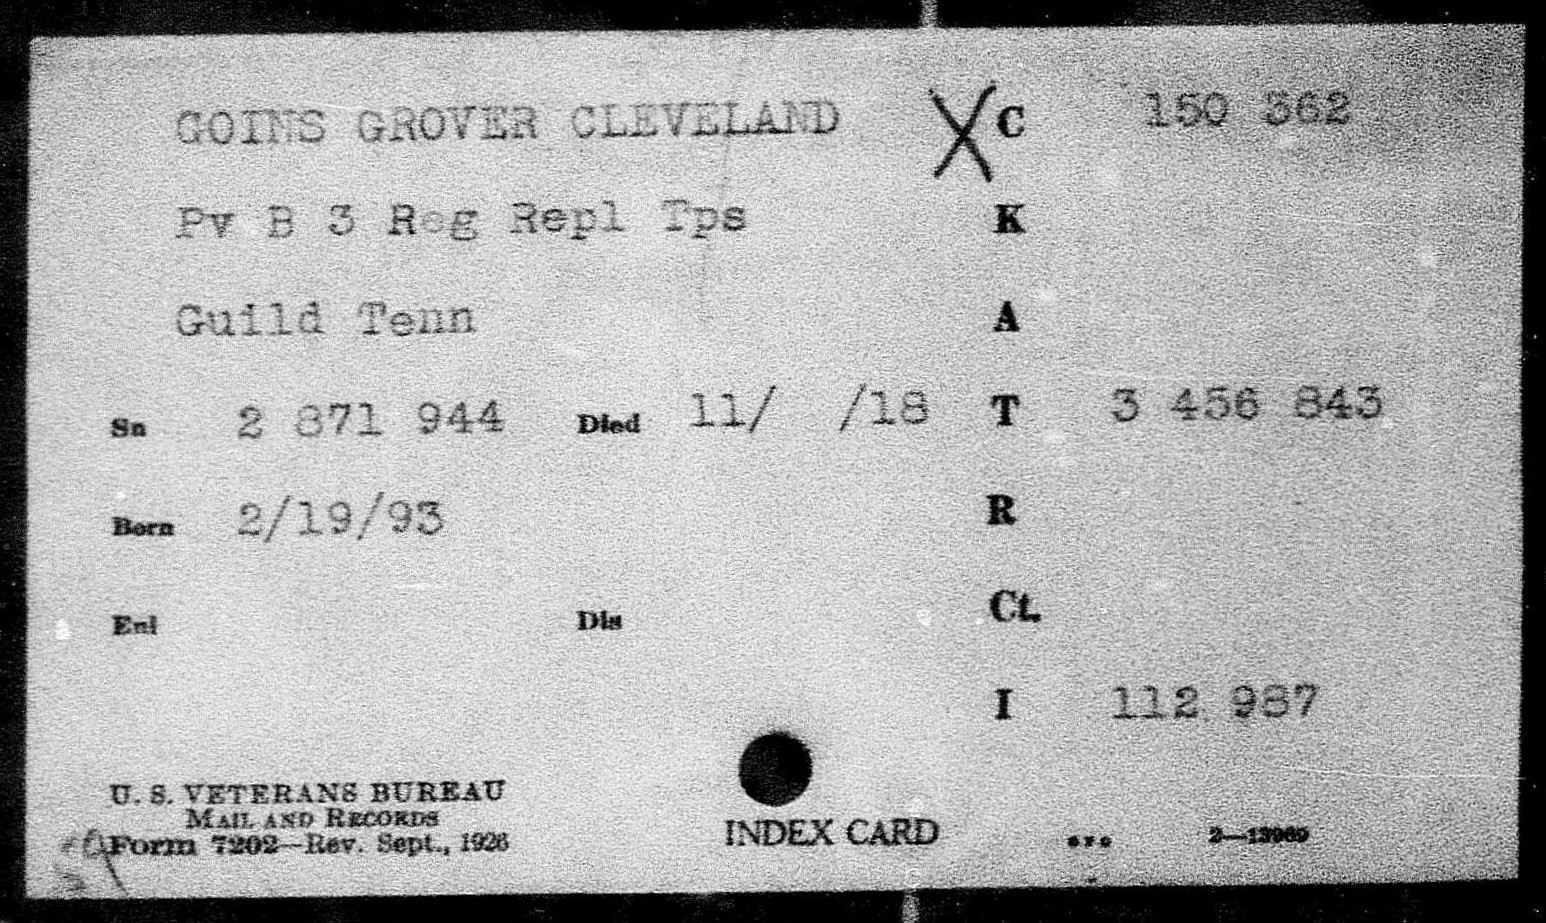 GOINS GROVER CLEVELAND X C 150 362
Pv B 3 Reg Repl Tps K
Guild Tenn A
Sn 2 871 944 Died 11/ /18 T 3 456 843
Born 2/19/93 R
Enl Dis Ct.
I 112 987
U. S. VETERANS BUREAU
MAIL AND RECORDS
Form 7202—Rev. Sept., 1926 INDEX CARD 2—13969